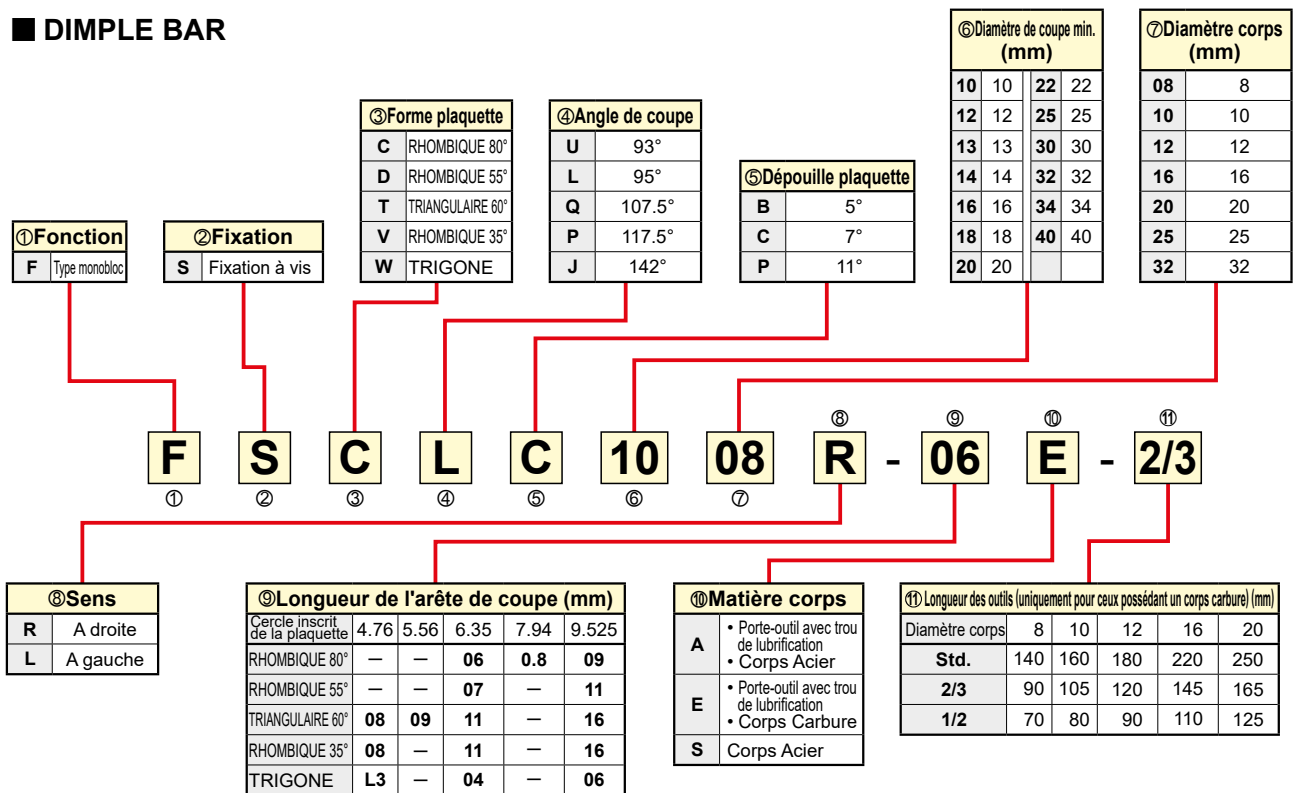 ■ DIMPLE BAR
①Fonction
F Type monobloc
②Fixation
S Fixation à vis
③Forme plaquette
C RHOMBIQUE 80°
D RHOMBIQUE 55°
T TRIANGULAIRE 60°
V RHOMBIQUE 35°
W TRIGONE
④Angle de coupe
U 93°
L 95°
Q 107.5°
P 117.5°
J 142°
⑤Dépouille plaquette
B 5°
C 7°
P 11°
⑥Diamètre de coupe min.
(mm)
10 10 22 22
12 12 25 25
13 13 30 30
14 14 32 32
16 16 34 34
18 18 40 40
20 20
⑦Diamètre corps
(mm)
08 8
10 10
12 12
16 16
20 20
25 25
32 32
⑧ ⑨ ⑩ ⑪
F S C L C 10 08 R - 06 E - 2/3
① ② ③ ④ ⑤ ⑥ ⑦
⑧Sens
R A droite
L A gauche
⑨Longueur de l'arête de coupe (mm)
Cercle inscrit
de la plaquette 4.76 5.56 6.35 7.94 9.525
RHOMBIQUE 80° — — 06 0.8 09
RHOMBIQUE 55° — — 07 — 11
TRIANGULAIRE 60° 08 09 11 — 16
RHOMBIQUE 35° 08 — 11 — 16
TRIGONE L3 — 04 — 06
⑩Matière corps
A • Porte-outil avec trou
de lubrification
• Corps Acier
E • Porte-outil avec trou
de lubrification
• Corps Carbure
S Corps Acier
⑪ Longueur des outils (uniquement pour ceux possédant un corps carbure) (mm)
Diamètre corps 8 10 12 16 20
Std. 140 160 180 220 250
2/3 90 105 120 145 165
1/2 70 80 90 110 125